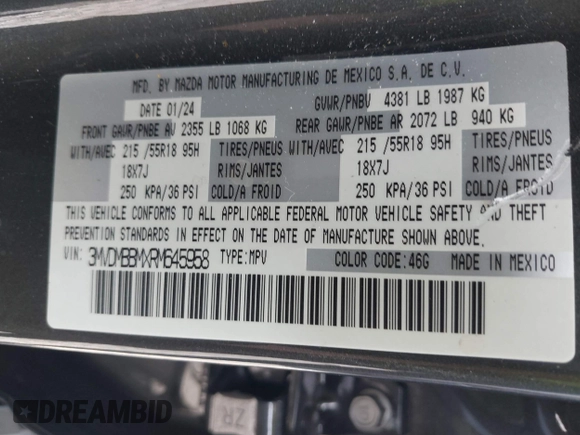 MFD. BY MAZDA MOTOR MANUFACTURING DE MEXICO S.A. DE C.V.
DATE 01/24 GVWR/PNBV 4381 LB 1987 KG
FRONT GAWR/PNBE AV 2355 LB 1068 KG REAR GAWR/PNBE AR 2072 LB 940 KG
WITH/AVEC 215 /55R18 95H TIRES/PNEUS WITH/AVEC 215 /55R18 95H TIRES/PNEUS
18X7J RIMS/JANTES 18X7J RIMS/JANTES
250 KPA/36 PSI COLD/A FROID 250 KPA/36 PSI COLD/A FROID
THIS VEHICLE CONFORMS TO ALL APPLICABLE FEDERAL MOTOR VEHICLE SAFETY AND THEFT
PREVENTION STANDARDS IN EFFECT ON THE DATE OF MANUFACTURE SHOWN ABOVE.
VIN: 3MVDMBBMXRM645958 TYPE: MPV COLOR CODE: 46G MADE IN MEXICO
ZR
DREAMBID